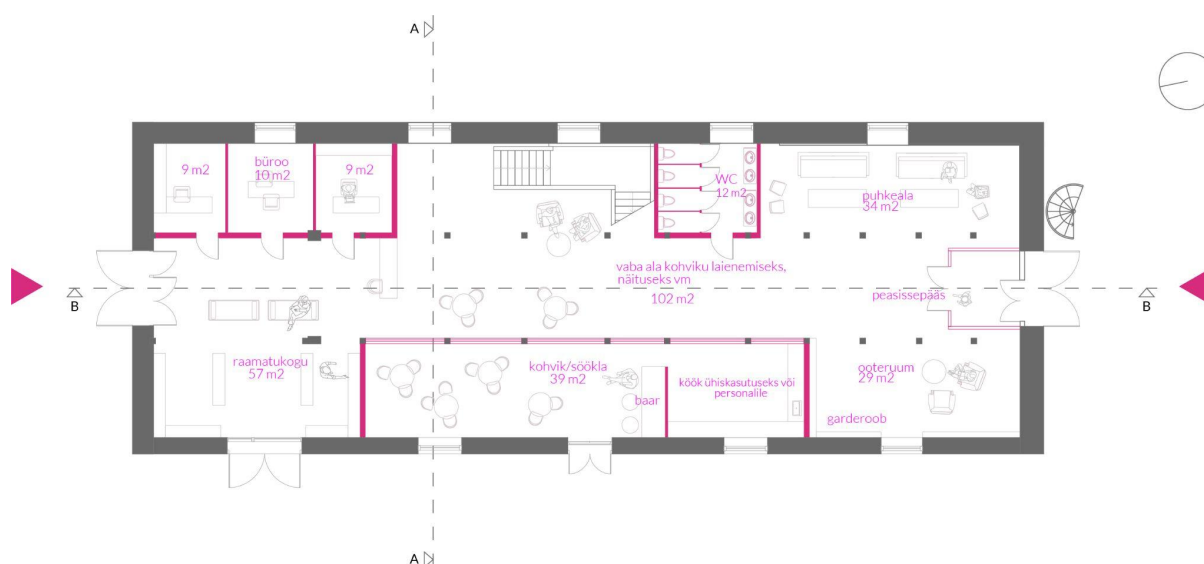 A
9 m2
büroo
10 m2
9 m2
WC
12 m2
puhkeala
34 m2
vaba ala kohviku laienemiseks,
näituseks vm
102 m2
peasissepääs
B
B
raamatukogu
57 m2
kohvik/söökla
39 m2
baar
köök ühiskasutuseks või
personalile
ooteruum
29 m2
garderoob
A